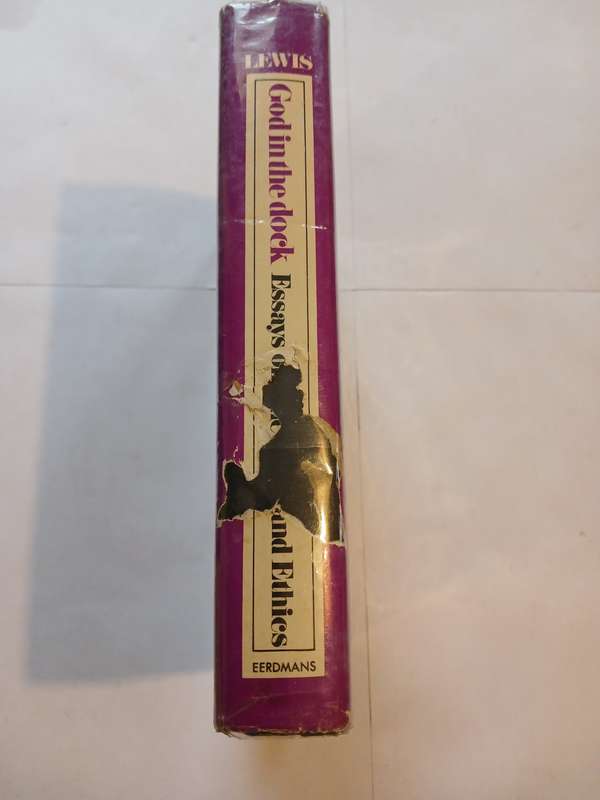 LEWIS
God in the dock Essays and Ethics
EERDMANS